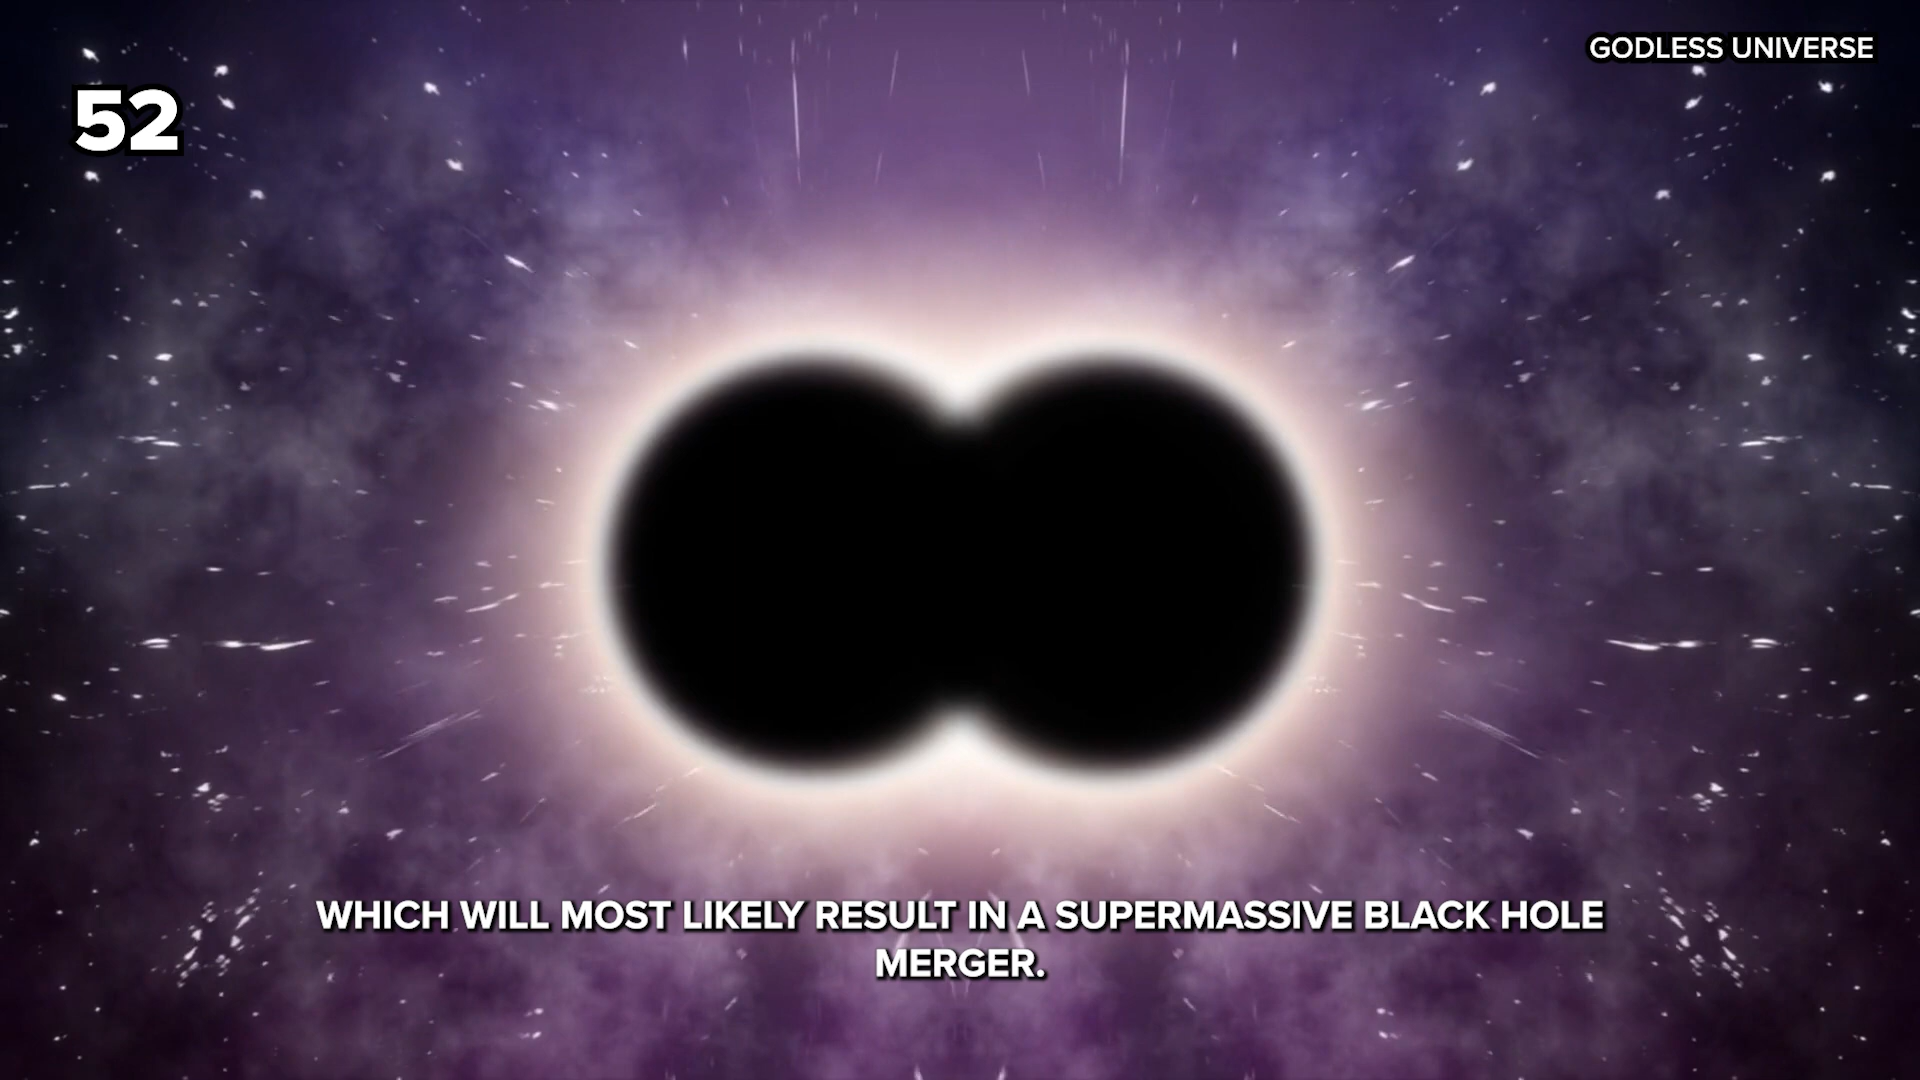 GODLESS UNIVERSE
52
WHICH WILL MOST LIKELY RESULT IN A SUPERMASSIVE BLACK HOLE
MERGER.